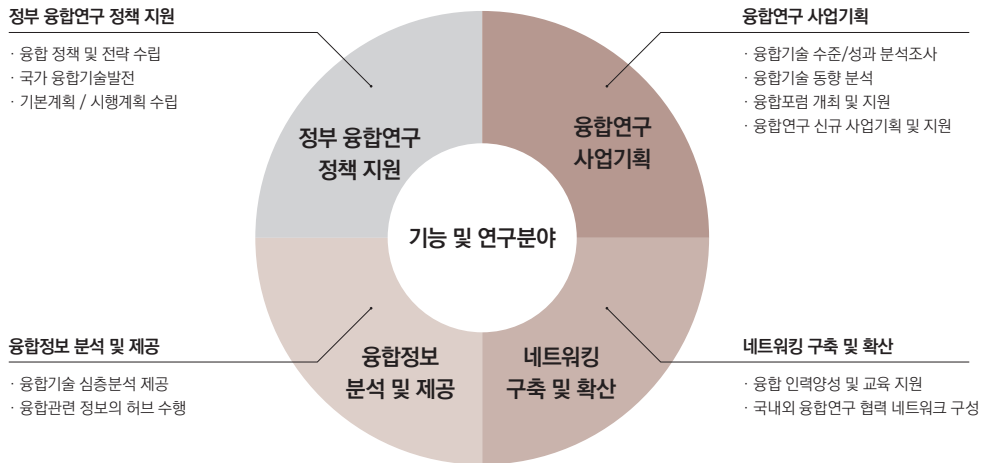 정부 융합연구 정책 지원
· 융합 정책 및 전략 수립
· 국가 융합기술발전
· 기본계획 / 시행계획 수립
융합연구 사업기획
· 융합기술 수준/성과 분석조사
· 융합기술 동향 분석
· 융합포럼 개최 및 지원
· 융합연구 신규 사업기획 및 지원
정부 융합연구
정책 지원
융합연구
사업기획
기능 및 연구분야
융합정보
분석 및 제공
네트워킹
구축 및 확산
융합정보 분석 및 제공
· 융합기술 심층분석 제공
· 융합관련 정보의 허브 수행
네트워킹 구축 및 확산
· 융합 인력양성 및 교육 지원
· 국내외 융합연구 협력 네트워크 구성